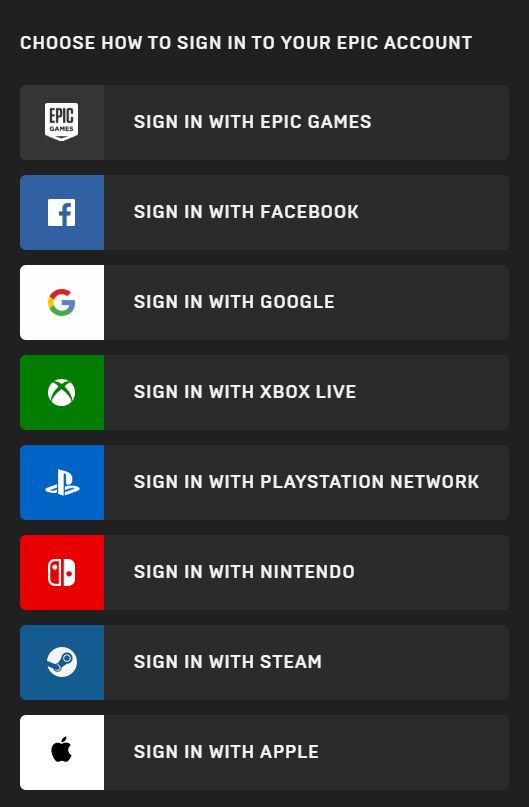 CHOOSE HOW TO SIGN IN TO YOUR EPIC ACCOUNT
EPIC
GAMES
SIGN IN WITH EPIC GAMES
SIGN IN WITH FACEBOOK
SIGN IN WITH GOOGLE
SIGN IN WITH XBOX LIVE
SIGN IN WITH PLAYSTATION NETWORK
SIGN IN WITH NINTENDO
SIGN IN WITH STEAM
SIGN IN WITH APPLE